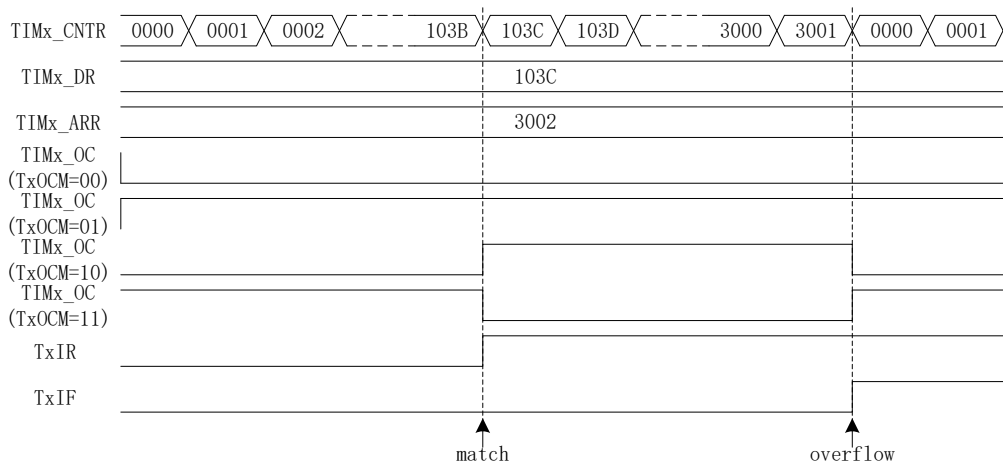 TIMx_CNTR 0000 0001 0002 103B 103C 103D 3000 3001 0000 0001
TIMx_DR 103C
TIMx_ARR 3002
TIMx_OC
(TxOCM=00)
TIMx_OC
(TxOCM=01)
TIMx_OC
(TxOCM=10)
TIMx_OC
(TxOCM=11)
TxIR
TxIF
match overflow